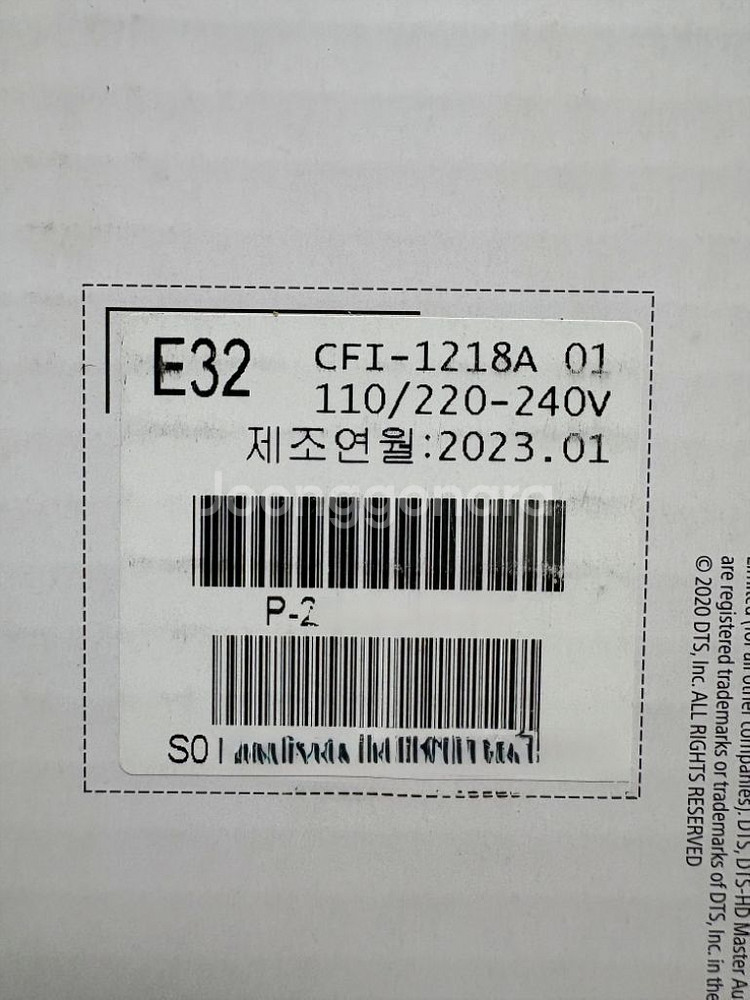 E32
CFI-1218A 01
110/220-240V
제조연월:2023.01
Joonggonara
P-2
S01
are registered trademarks or trademarks of DTS, Inc. in the
© 2020 DTS, Inc. ALL RIGHTS RESERVED